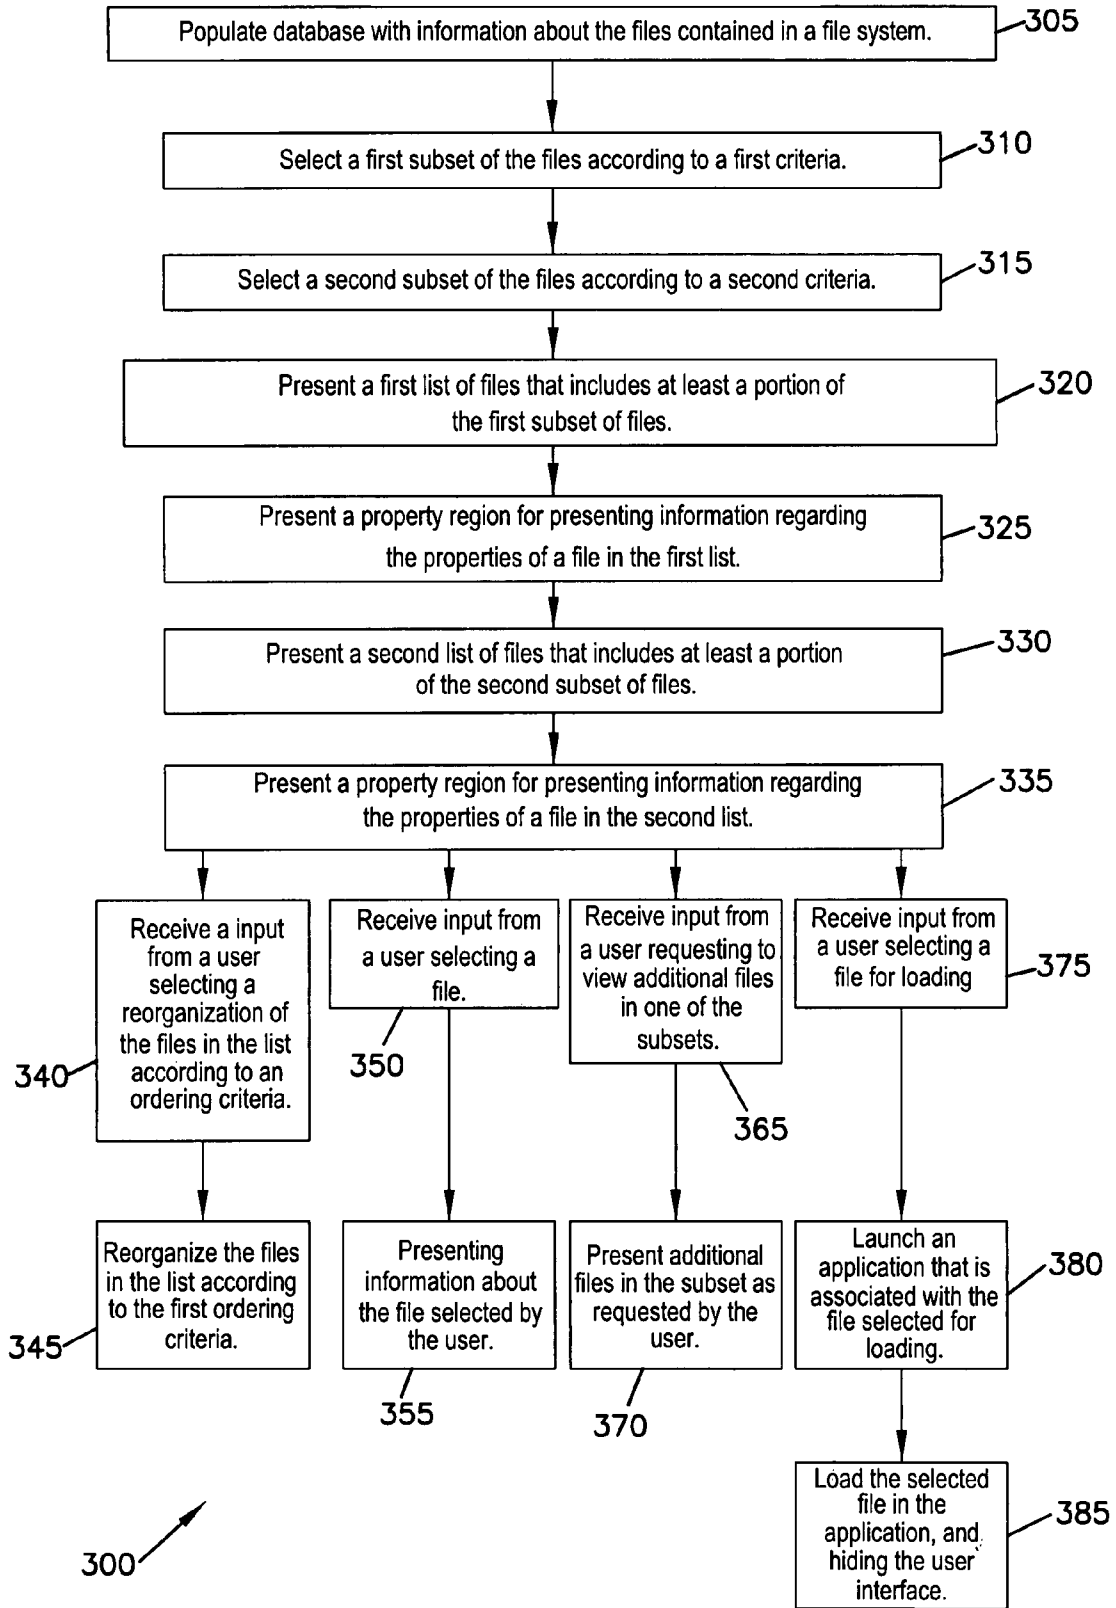 Populate database with information about the files contained in a file system.
305
Select a first subset of the files according to a first criteria.
310
Select a second subset of the files according to a second criteria.
315
Present a first list of files that includes at least a portion of
the first subset of files.
320
Present a property region for presenting information regarding
the properties of a file in the first list.
325
Present a second list of files that includes at least a portion
of the second subset of files.
330
Present a property region for presenting information regarding
the properties of a file in the second list.
335
Receive a input
from a user
selecting a
reorganization of
the files in the list
according to an
ordering criteria.
340
Receive input from
a user selecting a
file.
350
Receive input from
a user requesting to
view additional files
in one of the
subsets.
365
Receive input from
a user selecting a
file for loading
375
Reorganize the files
in the list according
to the first ordering
criteria.
345
Presenting
information about
the file selected by
the user.
355
Present additional
files in the subset as
requested by the
user.
370
Launch an
application that is
associated with the
file selected for
loading.
380
Load the selected
file in the
application, and
hiding the user
interface.
385
300